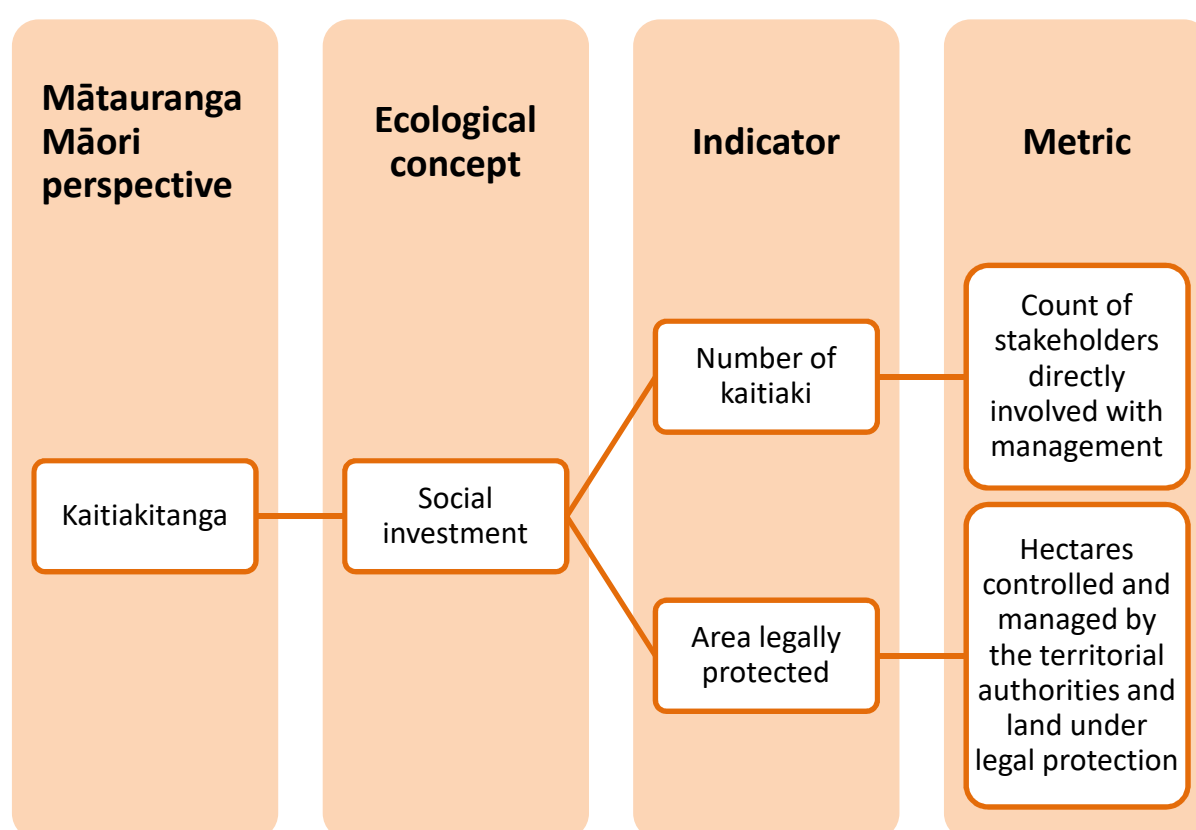 Mātauranga
Māori
perspective
Ecological
concept
Indicator
Metric
Kaitiakitanga
Social
investment
Number of
kaitiaki
Area legally
protected
Count of
stakeholders
directly
involved with
management
Hectares
controlled and
managed by
the territorial
authorities and
land under
legal protection